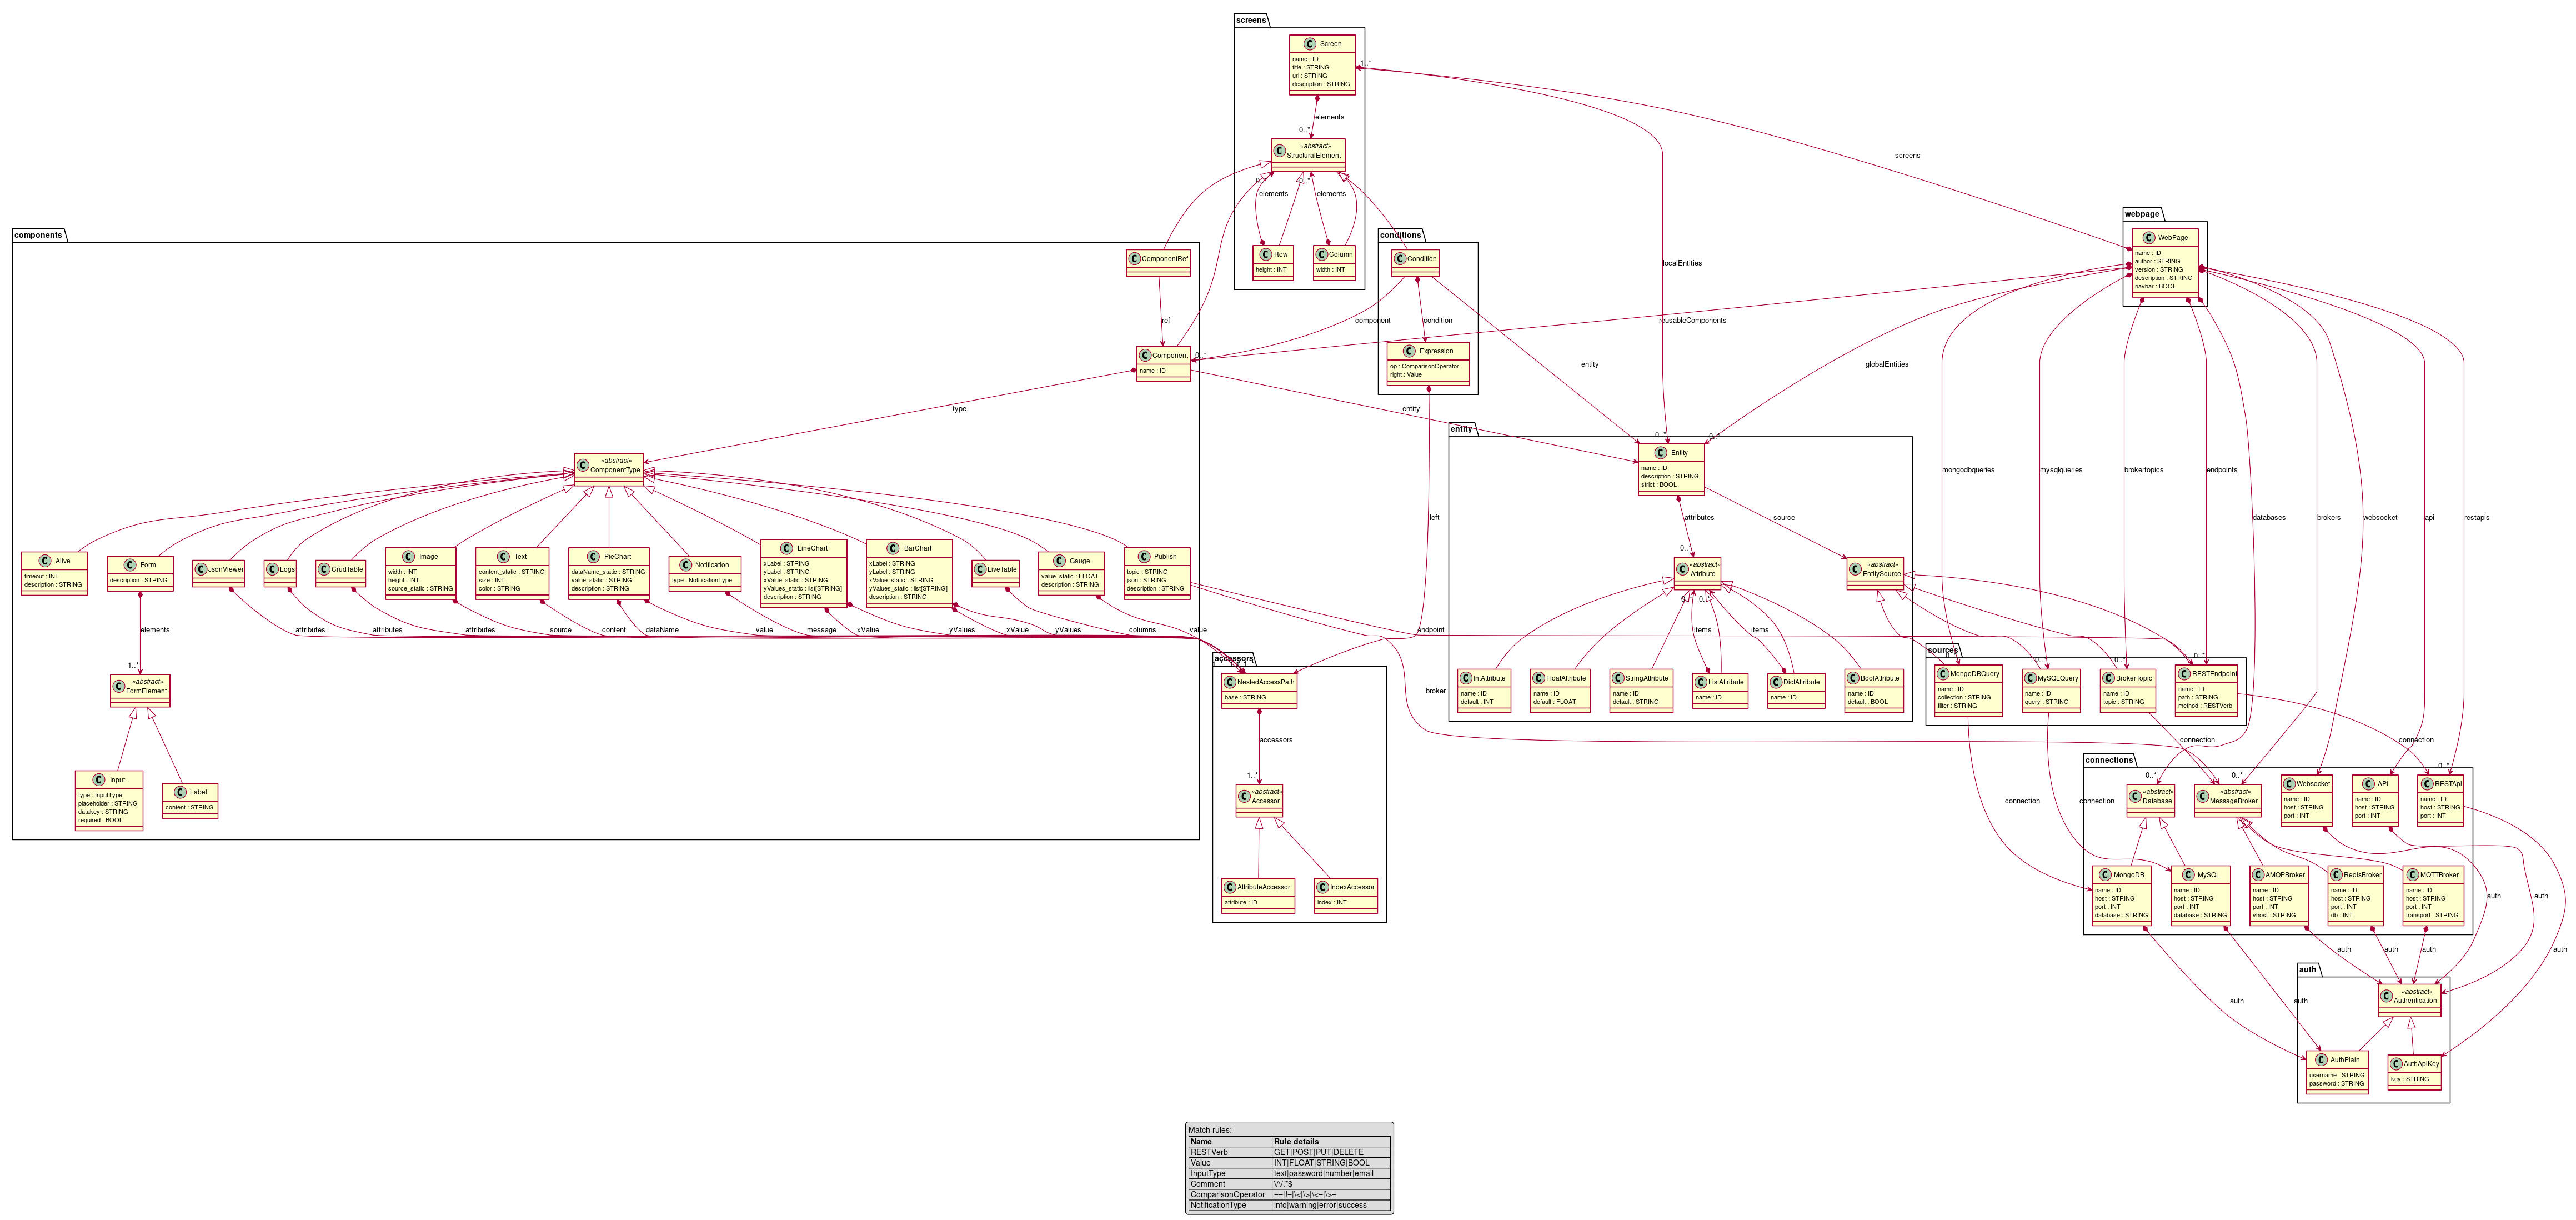 screens
Screen
name : ID
title : STRING
url : STRING
description : STRING
1..*
elements
0..*
«abstract»
StructuralElement
0..*
0..*
elements
elements
Row
height : INT
Column
width : INT
screens
localEntities
webpage
WebPage
name : ID
author : STRING
version : STRING
description : STRING
navbar : BOOL
conditions
Condition
component
condition
Expression
op : ComparisonOperator
right : Value
reusableComponents
entity
globalEntities
left
components
ComponentRef
ref
Component
name : ID
0..*
type
entity
«abstract»
ComponentType
Alive
timeout : INT
description : STRING
Form
description : STRING
JsonViewer
Logs
CrudTable
Image
width : INT
height : INT
source_static : STRING
Text
content_static : STRING
size : INT
color : STRING
PieChart
dataName_static : STRING
value_static : STRING
description : STRING
Notification
type : NotificationType
LineChart
xLabel : STRING
yLabel : STRING
xValue_static : STRING
yValues_static : list[STRING]
description : STRING
BarChart
xLabel : STRING
yLabel : STRING
xValue_static : STRING
yValues_static : list[STRING]
description : STRING
LiveTable
Gauge
value_static : FLOAT
description : STRING
Publish
topic : STRING
json : STRING
description : STRING
elements
attributes
attributes
attributes
source
content
dataName
value
message
xValue
yValues
xValue
yValues
columns
value
endpoint
broker
1..*
«abstract»
FormElement
Input
type : InputType
placeholder : STRING
datakey : STRING
required : BOOL
Label
content : STRING
entity
0..*
0..*
Entity
name : ID
description : STRING
strict : BOOL
attributes
source
0..*
«abstract»
Attribute
«abstract»
EntitySource
0..*
0..*
items
items
IntAttribute
name : ID
default : INT
FloatAttribute
name : ID
default : FLOAT
StringAttribute
name : ID
default : STRING
ListAttribute
name : ID
DictAttribute
name : ID
BoolAttribute
name : ID
default : BOOL
mongodbqueries
mysqlqueries
brokertopics
endpoints
databases
brokers
websocket
api
restapis
sources
MongoDBQuery
name : ID
collection : STRING
filter : STRING
0..*
MySQLQuery
name : ID
query : STRING
0..*
BrokerTopic
name : ID
topic : STRING
0..*
RESTEndpoint
name : ID
path : STRING
method : RESTVerb
connection
connection
connection
connection
accessors
NestedAccessPath
base : STRING
accessors
1..*
«abstract»
Accessor
AttributeAccessor
attribute : ID
IndexAccessor
index : INT
connections
0..*
«abstract»
Database
0..*
«abstract»
MessageBroker
Websocket
name : ID
host : STRING
port : INT
API
name : ID
host : STRING
port : INT
0..*
RESTApi
name : ID
host : STRING
port : INT
MongoDB
name : ID
host : STRING
port : INT
database : STRING
MySQL
name : ID
host : STRING
port : INT
database : STRING
AMQPBroker
name : ID
host : STRING
port : INT
vhost : STRING
RedisBroker
name : ID
host : STRING
port : INT
db : INT
MQTTBroker
name : ID
host : STRING
port : INT
transport : STRING
auth
auth
auth
auth
auth
auth
auth
auth
auth
«abstract»
Authentication
AuthPlain
username : STRING
password : STRING
AuthApiKey
key : STRING
Match rules:
Name Rule details
RESTVerb GET|POST|PUT|DELETE
Value INT|FLOAT|STRING|BOOL
InputType text|password|number|email
Comment \/\/.*$
ComparisonOperator ==|!=|\<|\>|\<=|\>=
NotificationType info|warning|error|success